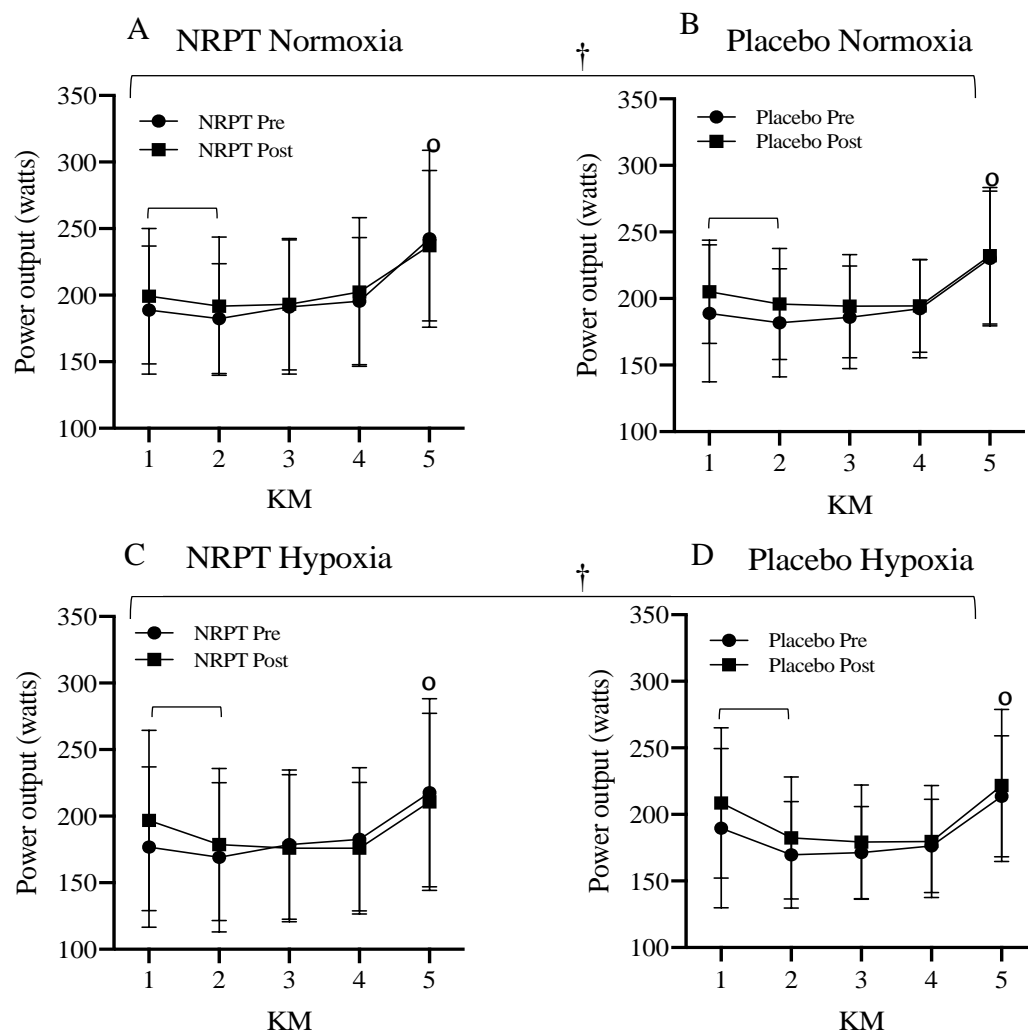 A NRPT Normoxia
†
B Placebo Normoxia
Power output (watts)
350
300
250
200
150
100
NRPT Pre
NRPT Post
o
1 2 3 4 5
KM
Power output (watts)
350
300
250
200
150
100
Placebo Pre
Placebo Post
o
1 2 3 4 5
KM
C NRPT Hypoxia
†
D Placebo Hypoxia
Power output (watts)
350
300
250
200
150
100
NRPT Pre
NRPT Post
o
1 2 3 4 5
KM
Power output (watts)
350
300
250
200
150
100
Placebo Pre
Placebo Post
o
1 2 3 4 5
KM